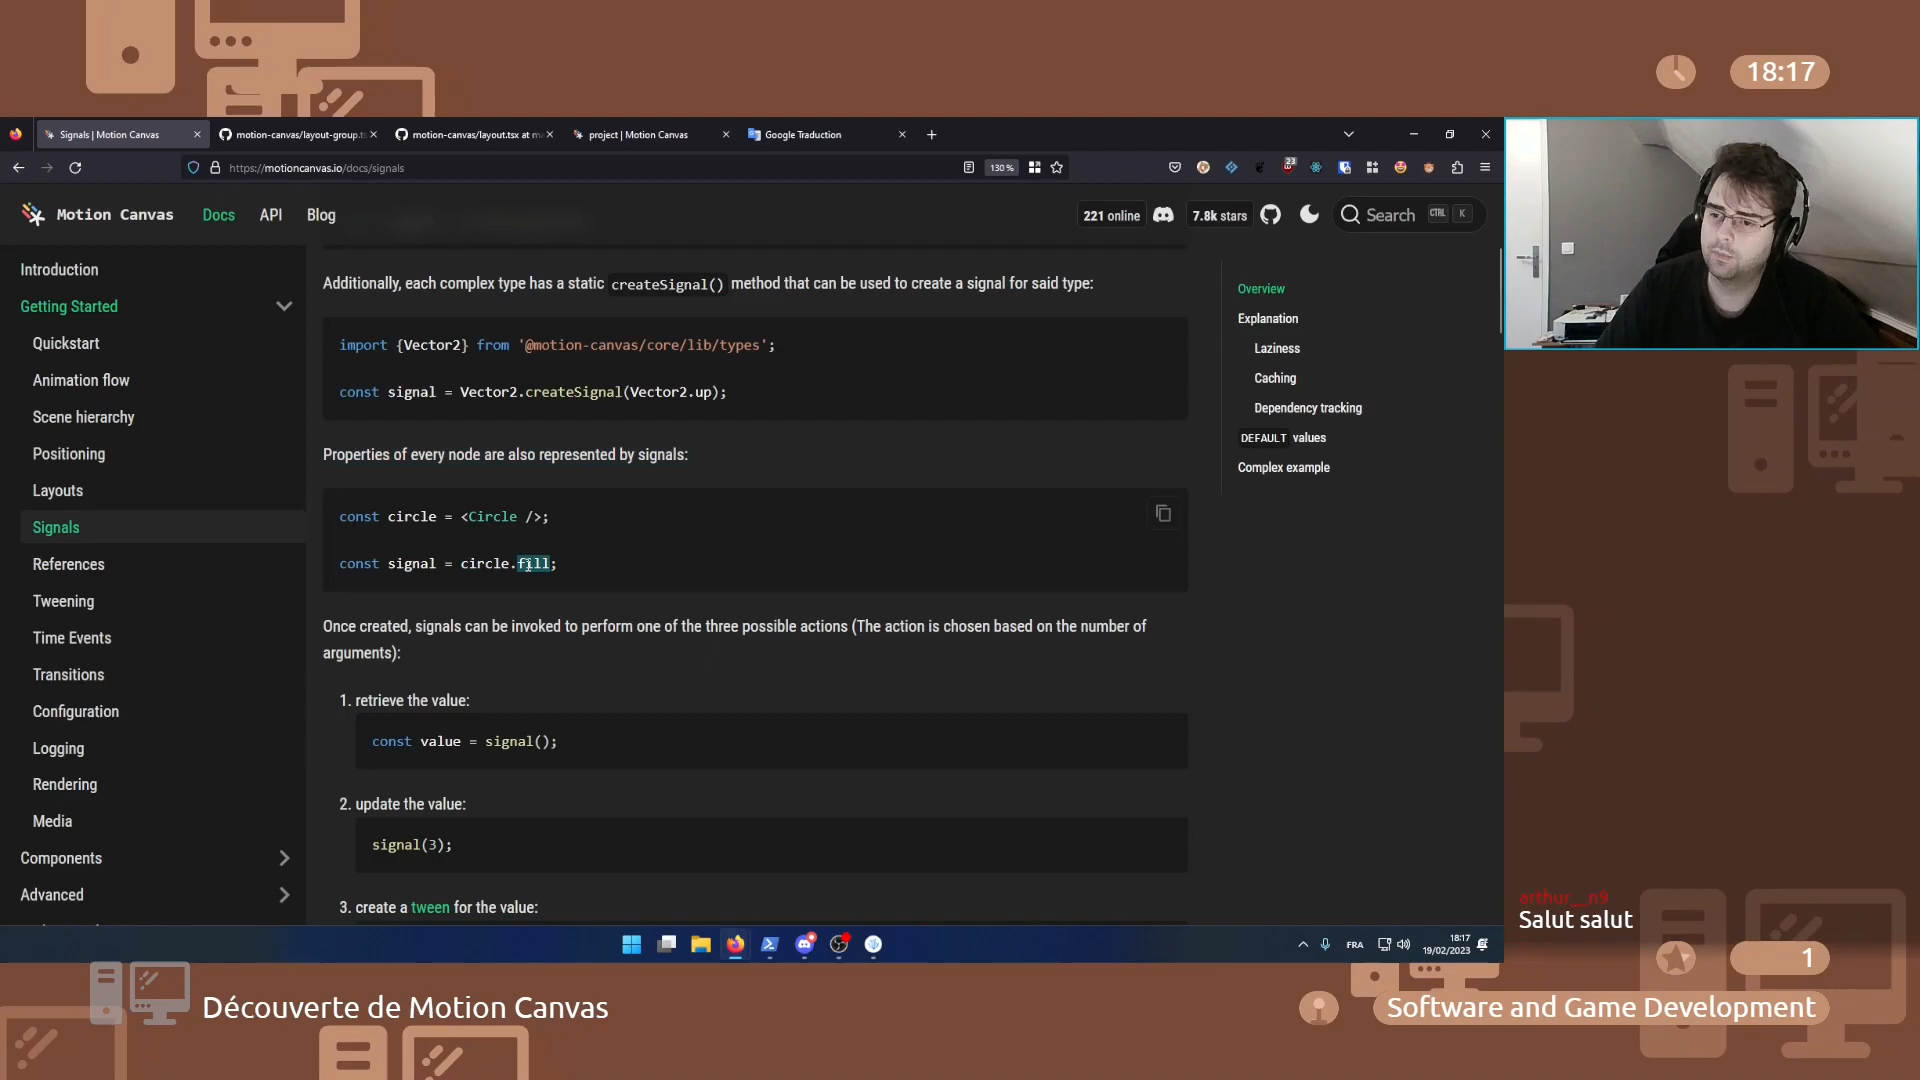 18:17
Signals | Motion Canvas
motion-canvas/layout-group.ts
motion-canvas/layout.tsx at m
project | Motion Canvas
Google Traduction
https://motioncanvas.io/docs/signals
130 %
23
Motion Canvas
Docs
API
Blog
221 online
7.8k stars
Search
CTRL
K
Introduction
Getting Started
Quickstart
Animation flow
Scene hierarchy
Positioning
Layouts
Signals
References
Tweening
Time Events
Transitions
Configuration
Logging
Rendering
Media
Components
Advanced
Additionally, each complex type has a static createSignal() method that can be used to create a signal for said type:
import {Vector2} from '@motion-canvas/core/lib/types';
const signal = Vector2.createSignal(Vector2.up);
Properties of every node are also represented by signals:
const circle = <Circle />;
const signal = circle.fill;
Once created, signals can be invoked to perform one of the three possible actions (The action is chosen based on the number of
arguments):
1. retrieve the value:
const value = signal();
2. update the value:
signal(3);
3. create a tween for the value:
Overview
Explanation
Laziness
Caching
Dependency tracking
DEFAULT values
Complex example
arthur__n9
Salut salut
FRA
18:17
19/02/2023
1
Découverte de Motion Canvas
Software and Game Development